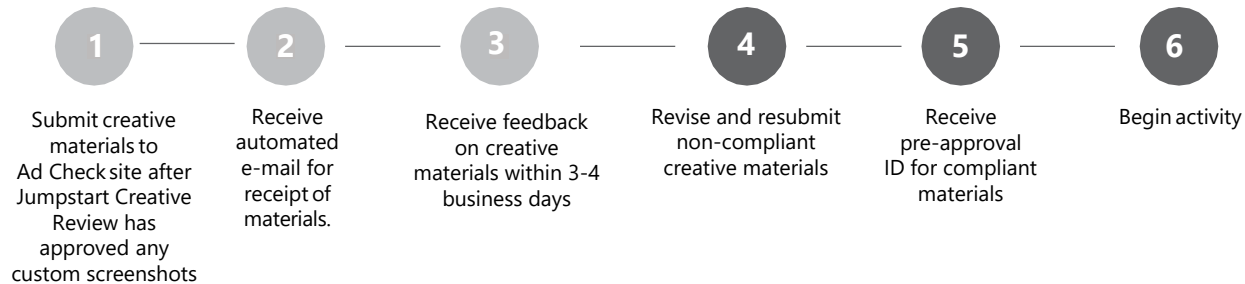 1
Submit creative
materials to
Ad Check site after
Jumpstart Creative
Review has
approved any
custom screenshots
2
Receive
automated
e-mail for
receipt of
materials.
3
Receive feedback
on creative
materials within 3-4
business days
4
Revise and resubmit
non-compliant
creative materials
5
Receive
pre-approval
ID for compliant
materials
6
Begin activity